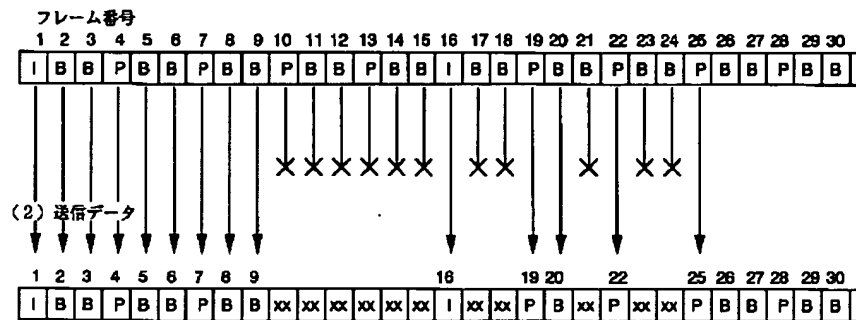 フレーム番号
1 2 3 4 5 6 7 8 9 10 11 12 13 14 15 16 17 18 19 20 21 22 23 24 25 26 27 28 29 30
I B B P B B P B B P B B P B B I B B P B B P B B P B B P B B
(2) 送信データ
1 2 3 4 5 6 7 8 9 16 19 20 22 25 26 27 28 29 30
I B B P B B P B B xx xx xx xx xx xx I xx xx P B xx P xx xx P B B P B B